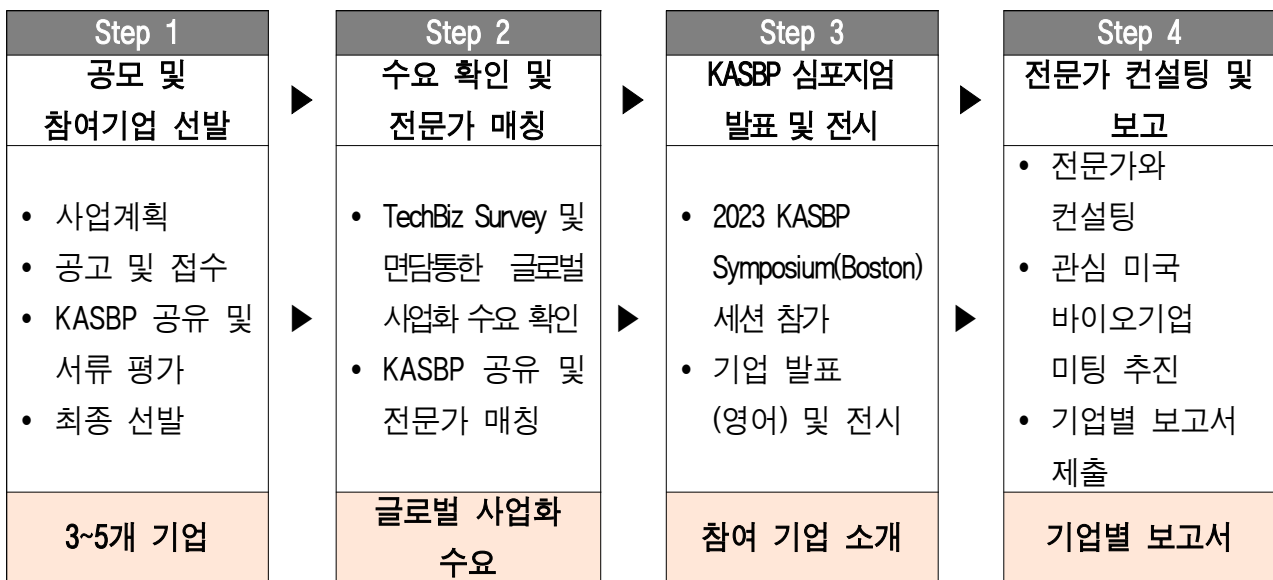 Step 1
공모 및
참여기업 선발
• 사업계획
• 공고 및 접수
• KASBP 공유 및
서류 평가
• 최종 선발
3~5개 기업
▶
▶
Step 2
수요 확인 및
전문가 매칭
• TechBiz Survey 및
면담통한 글로벌
사업화 수요 확인
• KASBP 공유 및
전문가 매칭
글로벌 사업화
수요
▶
▶
Step 3
KASBP 심포지엄
발표 및 전시
• 2023 KASBP
Symposium(Boston)
세션 참가
• 기업 발표
(영어) 및 전시
참여 기업 소개
▶
▶
Step 4
전문가 컨설팅 및
보고
• 전문가와
컨설팅
• 관심 미국
바이오기업
미팅 추진
• 기업별 보고서
제출
기업별 보고서